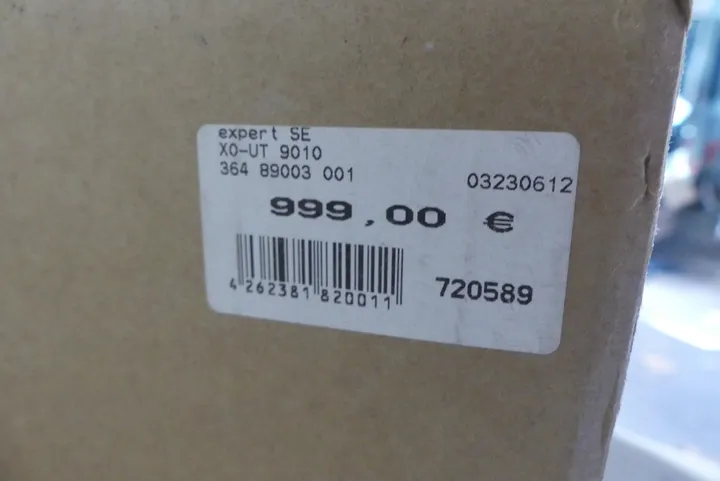 expert SE
XO-UT 9010
364 89003 001 03230612
999,00 €
4 262381 820011 720589